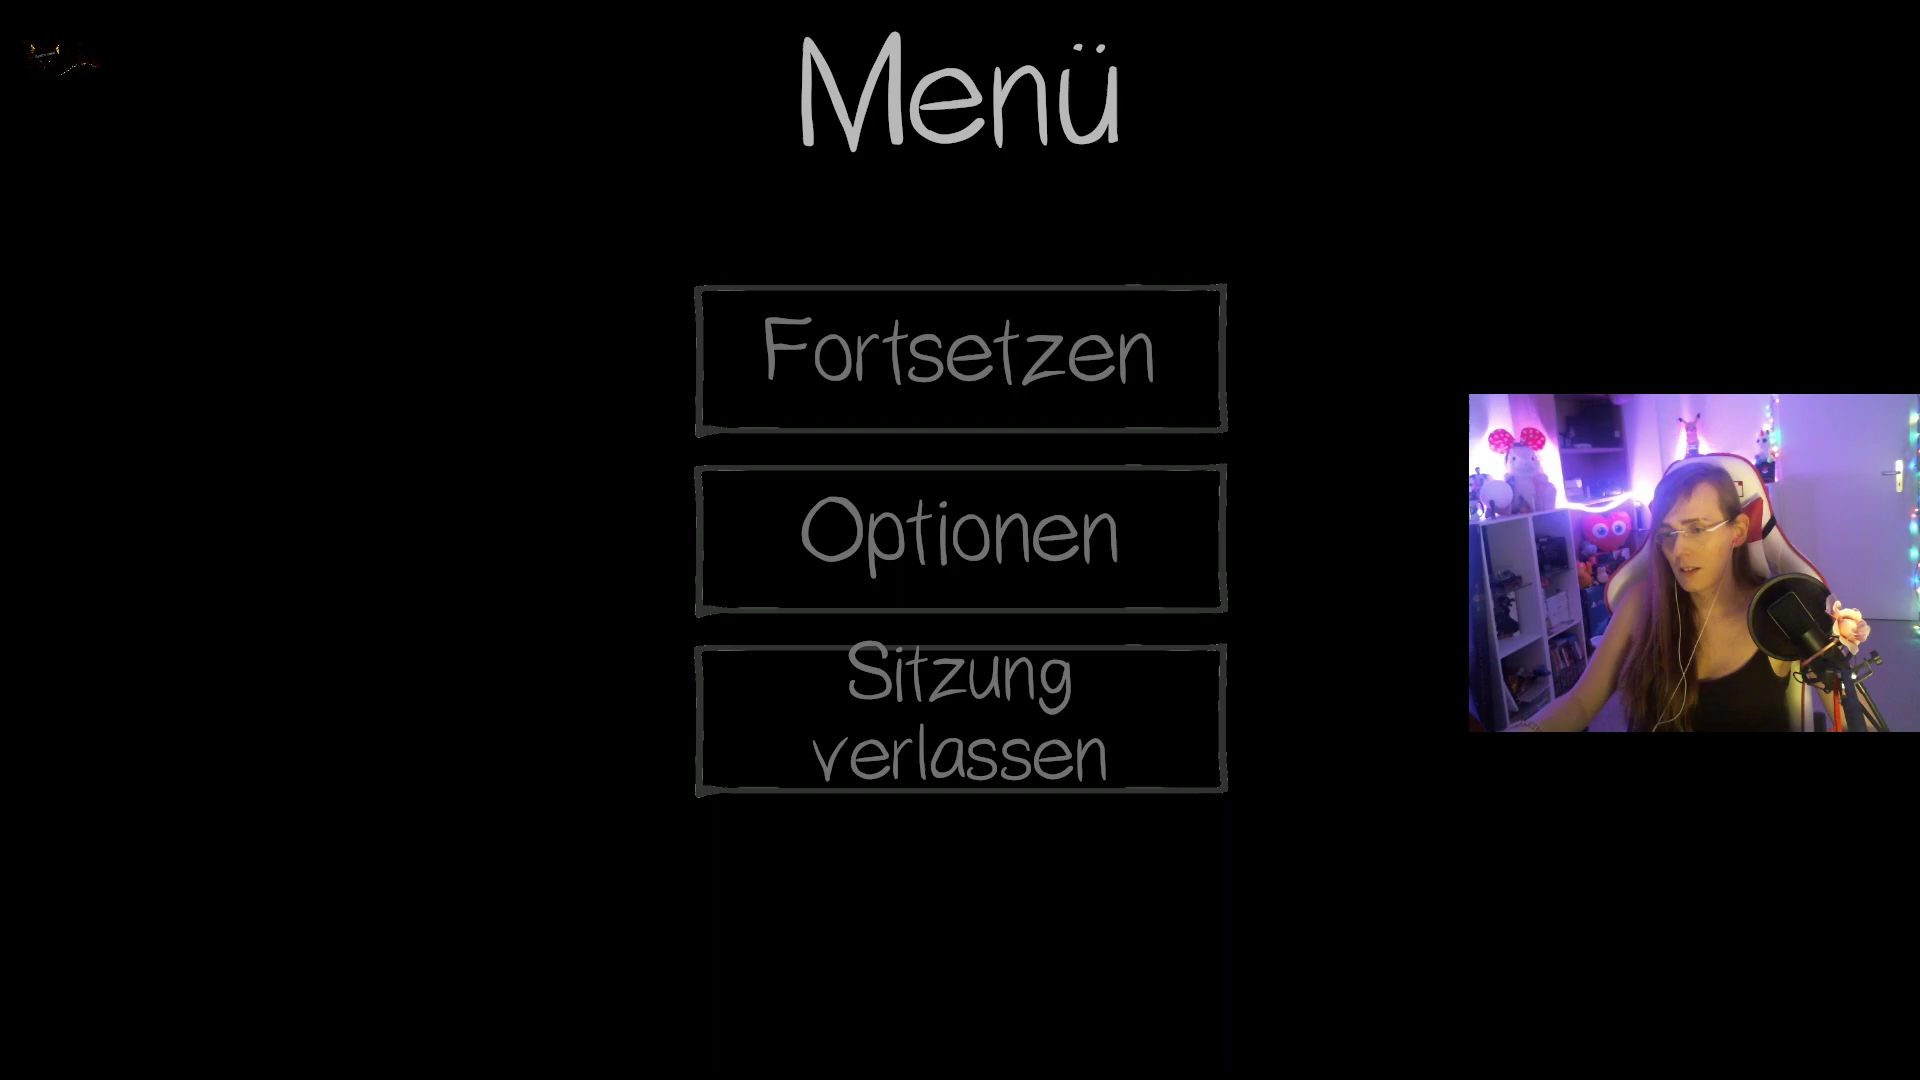 Menü
Fortsetzen
Optionen
Sitzung
verlassen